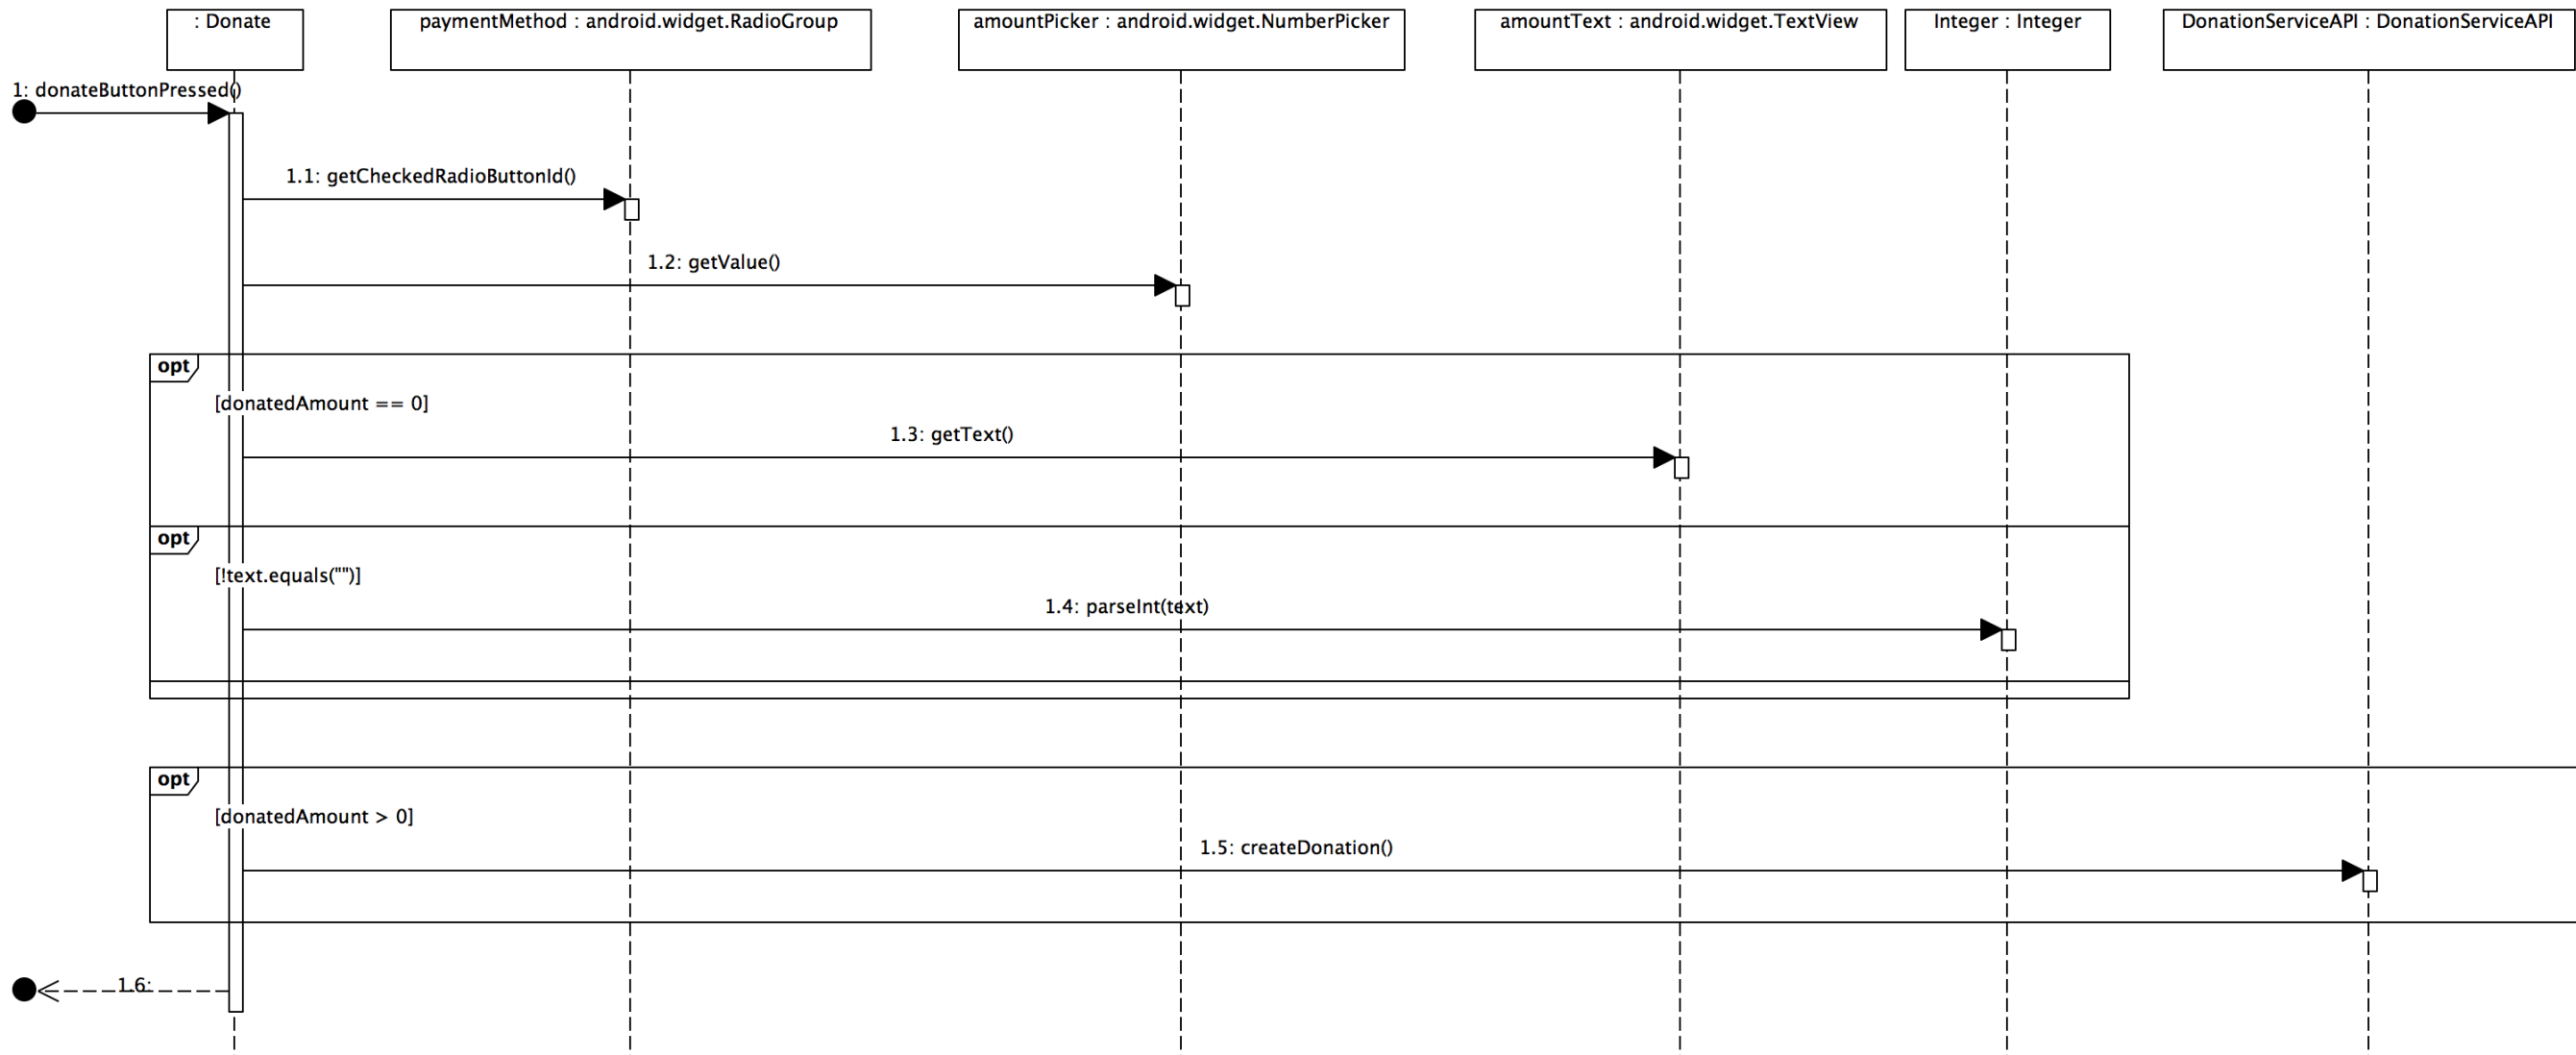 : Donate
paymentMethod : android.widget.RadioGroup
amountPicker : android.widget.NumberPicker
amountText : android.widget.TextView
Integer : Integer
DonationServiceAPI : DonationServiceAPI
1: donateButtonPressed()
1.1: getCheckedRadioButtonId()
1.2: getValue()
opt
[donatedAmount == 0]
1.3: getText()
opt
[!text.equals("")]
1.4: parseInt(text)
opt
[donatedAmount > 0]
1.5: createDonation()
1.6: